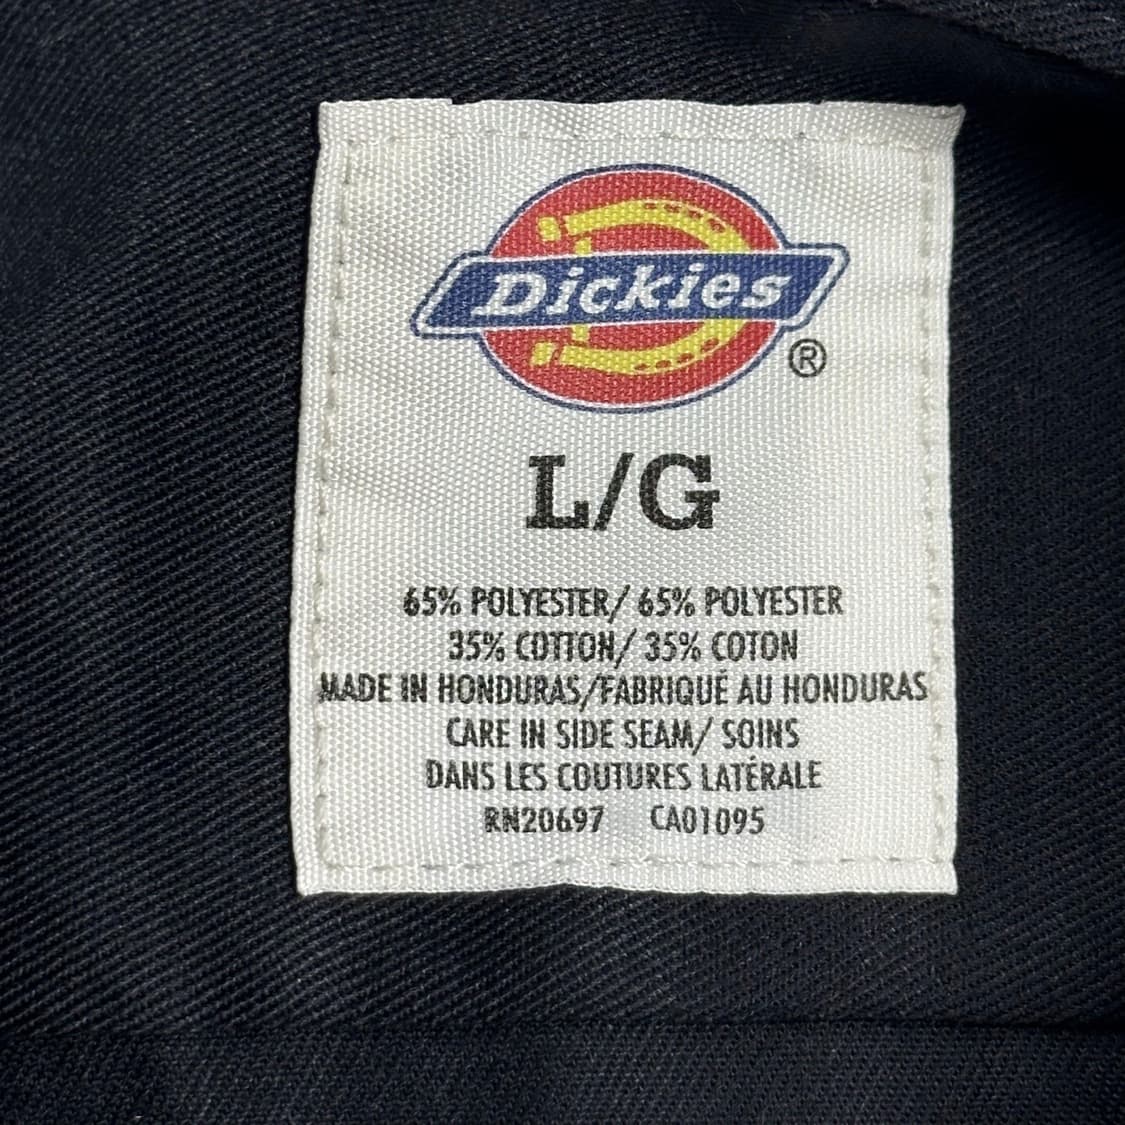 Dickies
®
L/G
65% POLYESTER/ 65% POLYESTER
35% COTTON/ 35% COTON
MADE IN HONDURAS/FABRIQUÉ AU HONDURAS
CARE IN SIDE SEAM/ SOINS
DANS LES COUTURES LATÉRALE
RN20697 CA01095